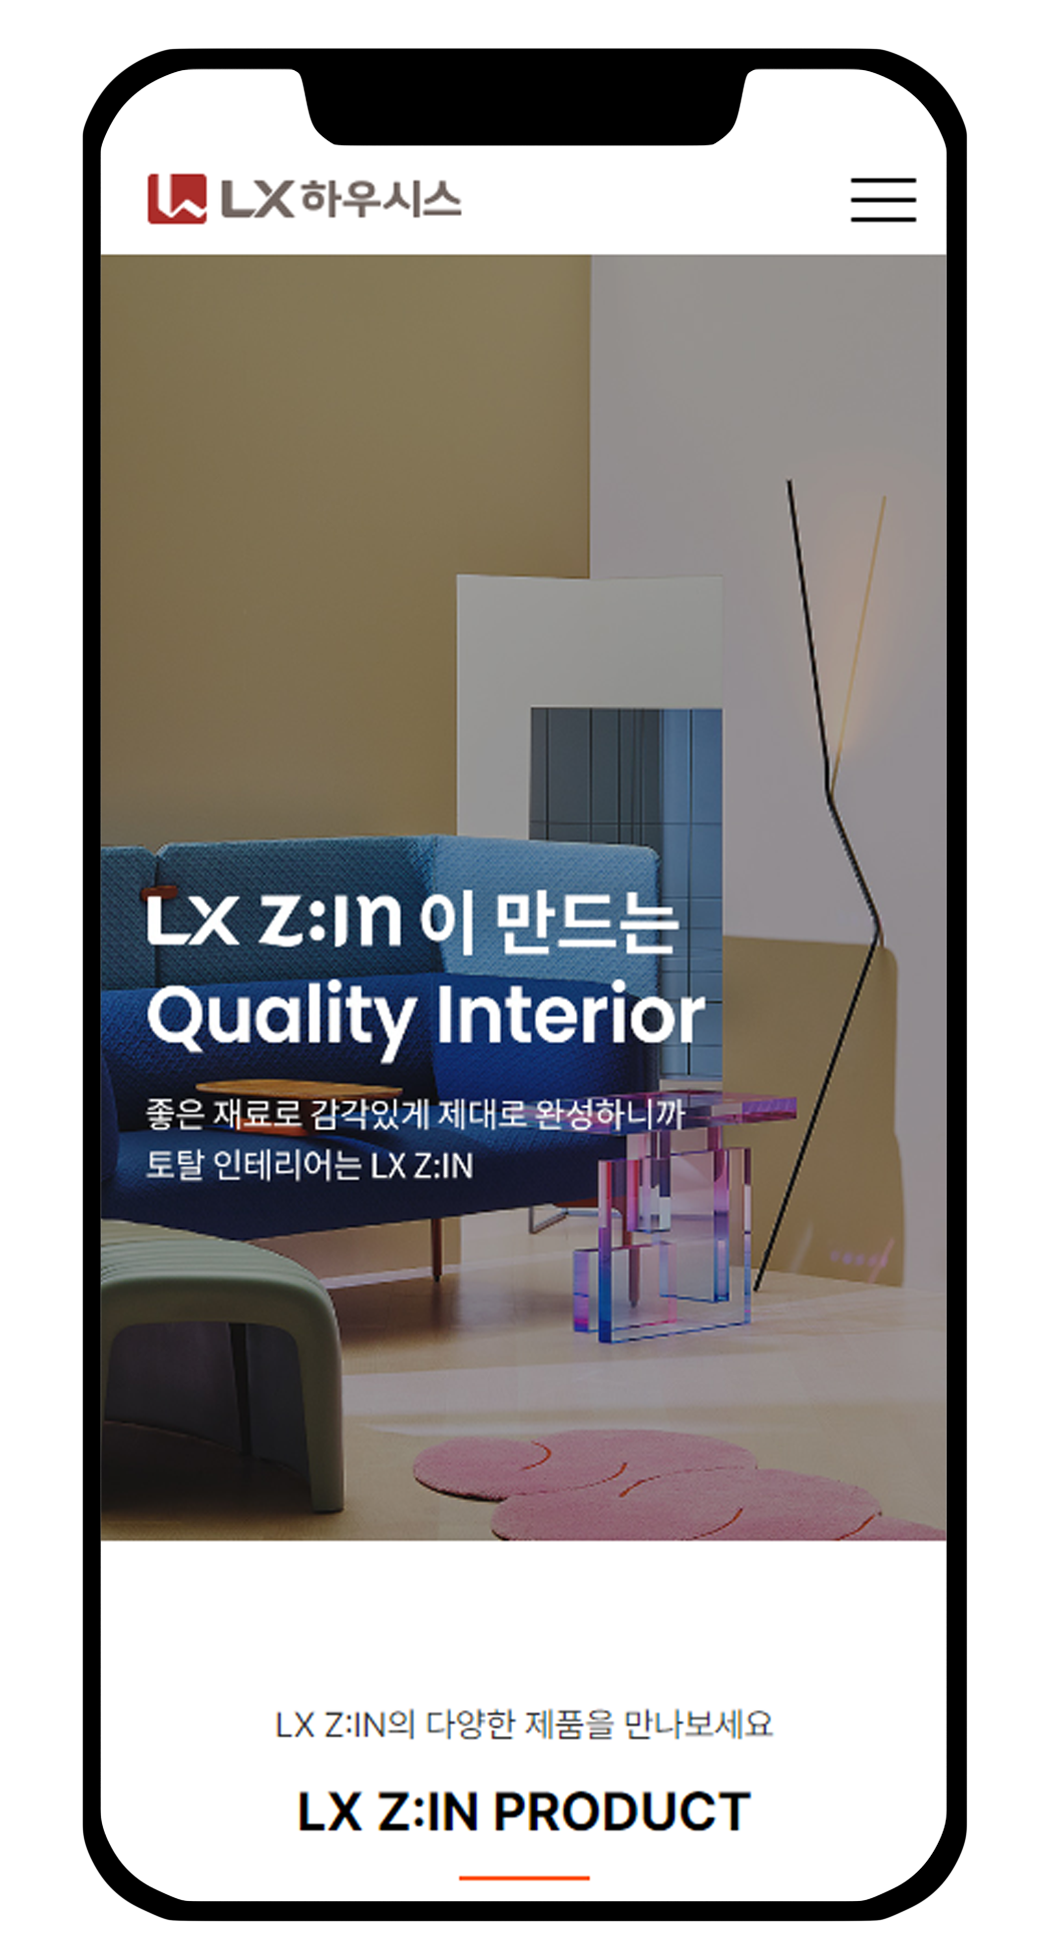 LX 하우시스
LX Z:IN 이 만드는
Quality Interior
좋은 재료로 감각있게 제대로 완성하니까
토탈 인테리어는 LX Z:IN
LX Z:IN의 다양한 제품을 만나보세요
LX Z:IN PRODUCT